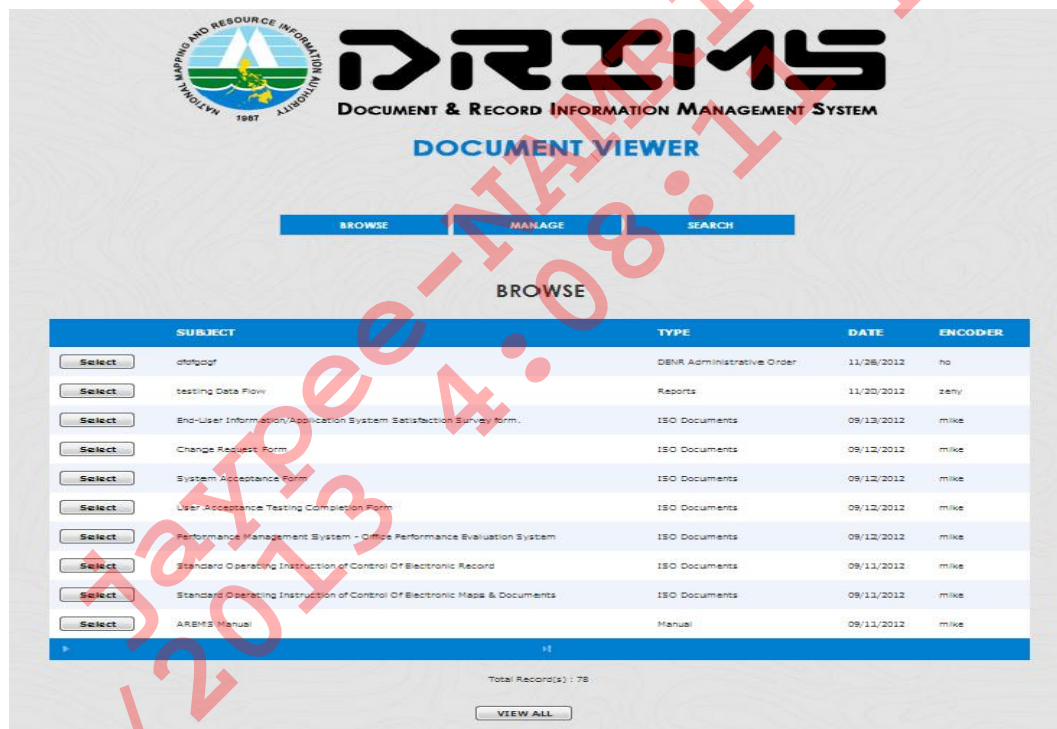 NATIONAL MAPPING AND RESOURCE INFORMATION AUTHORITY
1987
DRIMS
DOCUMENT & RECORD INFORMATION MANAGEMENT SYSTEM
DOCUMENT VIEWER
BROWSE MANAGE SEARCH
BROWSE
SUBJECT TYPE DATE ENCODER
Select DENR Administrative Order 11/26/2012 ho
Select testing Data Flow Reports 11/20/2012 zeny
Select End-User Information/Application System Satisfaction Survey form. ISO Documents 09/13/2012 mike
Select Change Request Form ISO Documents 09/12/2012 mike
Select System Acceptance Form ISO Documents 09/12/2012 mike
Select User Acceptance Testing Completion Form ISO Documents 09/12/2012 mike
Select Performance Management System - Office Performance Evaluation System ISO Documents 09/12/2012 mike
Select Standard Operating Instruction of Control Of Electronic Record ISO Documents 09/11/2012 mike
Select Standard Operating Instruction of Control Of Electronic Maps & Documents ISO Documents 09/11/2012 mike
Select AREMS Manual Manual 09/11/2012 mike
Total Record(s) : 78
VIEW ALL
jaypee-NAMRI
/2013 4:08:11